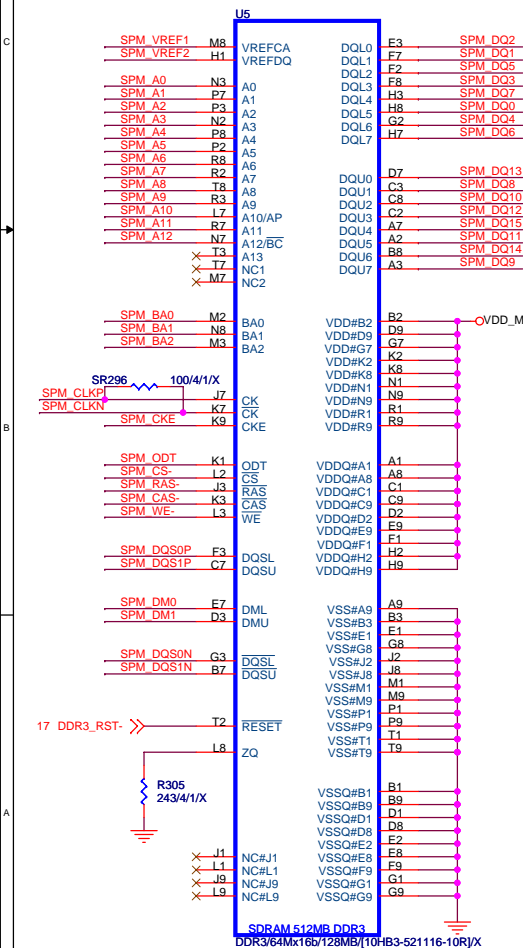 U5
C
SPM_VREF1 M8 VREFCA DQL0 E3 SPM_DQ2
SPM_VREF2 H1 VREFDQ DQL1 F7 SPM_DQ1
DQL2 F2 SPM_DQ5
SPM_A0 N3 A0 DQL3 F8 SPM_DQ3
SPM_A1 P7 A1 DQL4 H3 SPM_DQ7
SPM_A2 P3 A2 DQL5 H8 SPM_DQ0
SPM_A3 N2 A3 DQL6 G2 SPM_DQ4
SPM_A4 P8 A4 DQL7 H7 SPM_DQ6
SPM_A5 P2 A5
SPM_A6 R8 A6
SPM_A7 R2 A7 DQU0 D7 SPM_DQ13
SPM_A8 T8 A8 DQU1 C3 SPM_DQ8
SPM_A9 R3 A9 DQU2 C8 SPM_DQ10
SPM_A10 L7 A10/AP DQU3 C2 SPM_DQ12
SPM_A11 R7 A11 DQU4 A7 SPM_DQ15
SPM_A12 N7 A12/BC DQU5 A2 SPM_DQ11
T3 A13 DQU6 B8 SPM_DQ14
T7 NC1 DQU7 A3 SPM_DQ9
M7 NC2
SPM_BA0 M2 BA0 VDD#B2 B2 VDD_M
SPM_BA1 N8 BA1 VDD#D9 D9
SPM_BA2 M3 BA2 VDD#G7 G7
VDD#K2 K2
VDD#K8 K8
SR296 100/4/1/X VDD#N1 N1
SPM_CLKP J7 CK VDD#N9 N9
SPM_CLKN K7 CK VDD#R1 R1
B SPM_CKE K9 CKE VDD#R9 R9
SPM_ODT K1 ODT VDDQ#A1 A1
SPM_CS- L2 CS VDDQ#A8 A8
SPM_RAS- J3 RAS VDDQ#C1 C1
SPM_CAS- K3 CAS VDDQ#C9 C9
SPM_WE- L3 WE VDDQ#D2 D2
VDDQ#E9 E9
VDDQ#F1 F1
SPM_DQS0P F3 DQSL VDDQ#H2 H2
SPM_DQS1P C7 DQSU VDDQ#H9 H9
SPM_DM0 E7 DML VSS#A9 A9
SPM_DM1 D3 DMU VSS#B3 B3
VSS#E1 E1
VSS#G8 G8
SPM_DQS0N G3 DQSL VSS#J2 J2
SPM_DQS1N B7 DQSU VSS#J8 J8
VSS#M1 M1
VSS#M9 M9
VSS#P1 P1
17 DDR3_RST- T2 RESET VSS#P9 P9
VSS#T1 T1
L8 ZQ VSS#T9 T9
R305
243/4/1/X
VSSQ#B1 B1
VSSQ#B9 B9
A VSSQ#D1 D1
VSSQ#D8 D8
VSSQ#E2 E2
J1 NC#J1 VSSQ#E8 E8
L1 NC#L1 VSSQ#F9 F9
J9 NC#J9 VSSQ#G1 G1
L9 NC#L9 VSSQ#G9 G9
SDRAM 512MB DDR3
DDR3/64Mx16b/128MB/[10HB3-521116-10R]/X